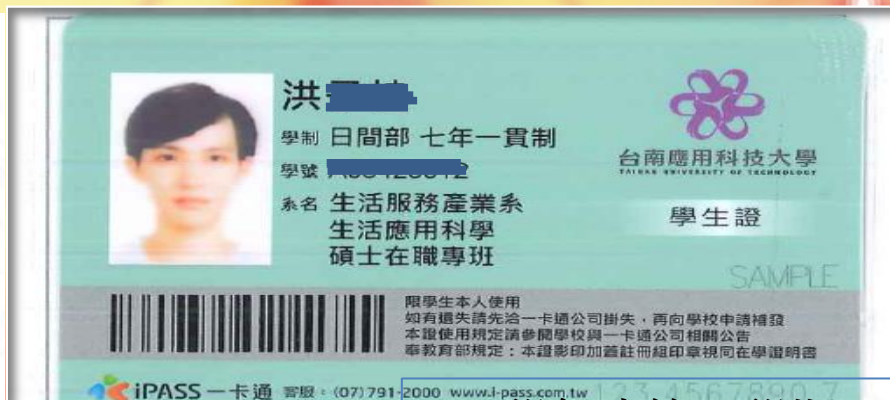 洪
學制 日間部 七年一貫制
學號
系名 生活服務產業系
生活應用科學
碩士在職專班
台南應用科技大學
TAINAN UNIVERSITY OF TECHNOLOGY
學生證
SAMPLE
限學生本人使用
如有遺失請先洽一卡通公司掛失，再向學校申請補發
本證使用規定請參閱學校與一卡通公司相關公告
奉教育部規定：本證影印加蓋註冊組印章視同在學證明書
iPASS 一卡通 客服：(07)791-2000 www.i-pass.com.tw